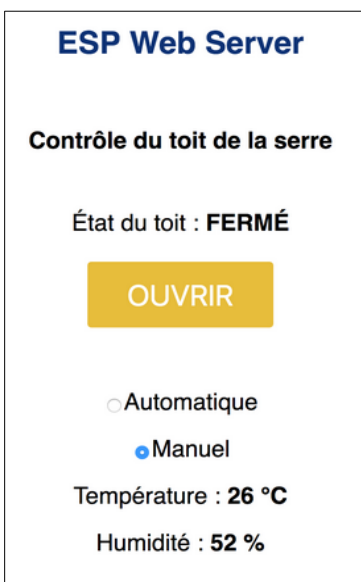 ESP Web Server
Contrôle du toit de la serre
État du toit : FERMÉ
OUVRIR
Automatique
Manuel
Température : 26 °C
Humidité : 52 %